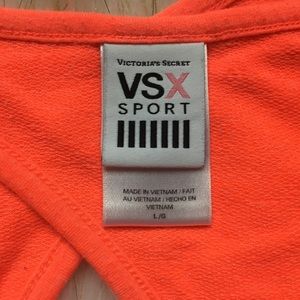 VICTORIA'S SECRET
VSX
SPORT
MADE IN VIETNAM / FAIT
AU VIETNAM / HECHO EN
VIETNAM
L/G